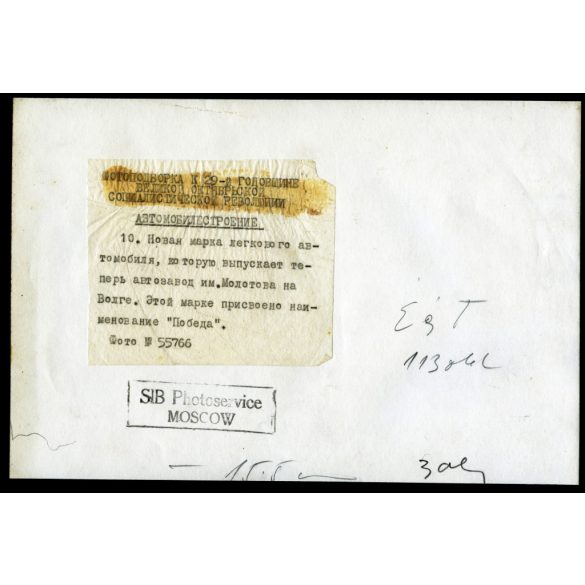 ФОТОПОДБОРКА К 29-й ГОДОВЩИНЕ
ВЕЛИКОЙ ОКТЯБРЬСКОЙ
СОЦИАЛИСТИЧЕСКОЙ РЕВОЛЮЦИИ
АВТОМОБИЛЕСТРОЕНИЕ.
10. Новая марка легкового ав-
томобиля, которую выпускает те-
перь автозавод им.Молотова на
Волге. Этой марке присвоено наи-
менование "Победа".
Фото № 55766
SIB Photoservice
MOSCOW